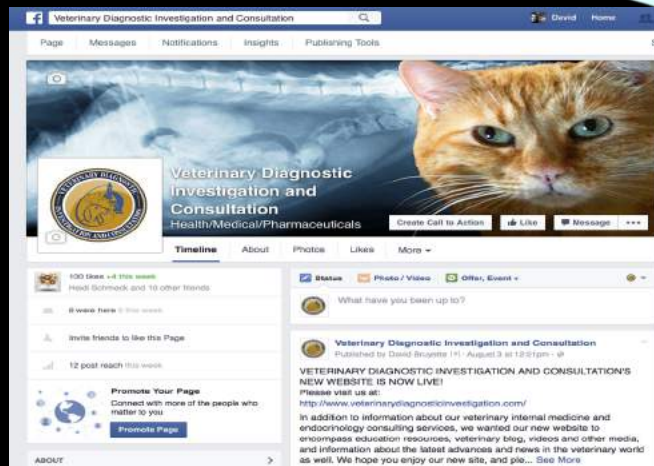 Veterinary Diagnostic Investigation and Consultation
David Home
Page Messages Notifications Insights Publishing Tools
Veterinary Diagnostic
Investigation and
Consultation
Health/Medical/Pharmaceuticals
Create Call to Action Like Message
VETERINARY DIAGNOSTIC
INVESTIGATION AND CONSULTATION
Timeline About Photos Likes More
100 likes +4 this week
Heidi Schmeck and 10 other friends
8 were here 0 this week
Invite friends to like this Page
12 post reach this week
Promote Your Page
Connect with more of the people who
matter to you
Promote Page
ABOUT
Status Photo / Video Offer, Event +
What have you been up to?
Veterinary Diagnostic Investigation and Consultation
Published by David Bruyette · August 3 at 12:01pm ·
VETERINARY DIAGNOSTIC INVESTIGATION AND CONSULTATION'S
NEW WEBSITE IS NOW LIVE!
Please visit us at:
http://www.veterinarydiagnosticinvestigation.com/
In addition to information about our veterinary internal medicine and
endocrinology consulting services, we wanted our new website to
encompass education resources, veterinary blog, videos and other media,
and information about the latest advances and news in the veterinary world
as well. We hope you enjoy our new site, and ple... See More